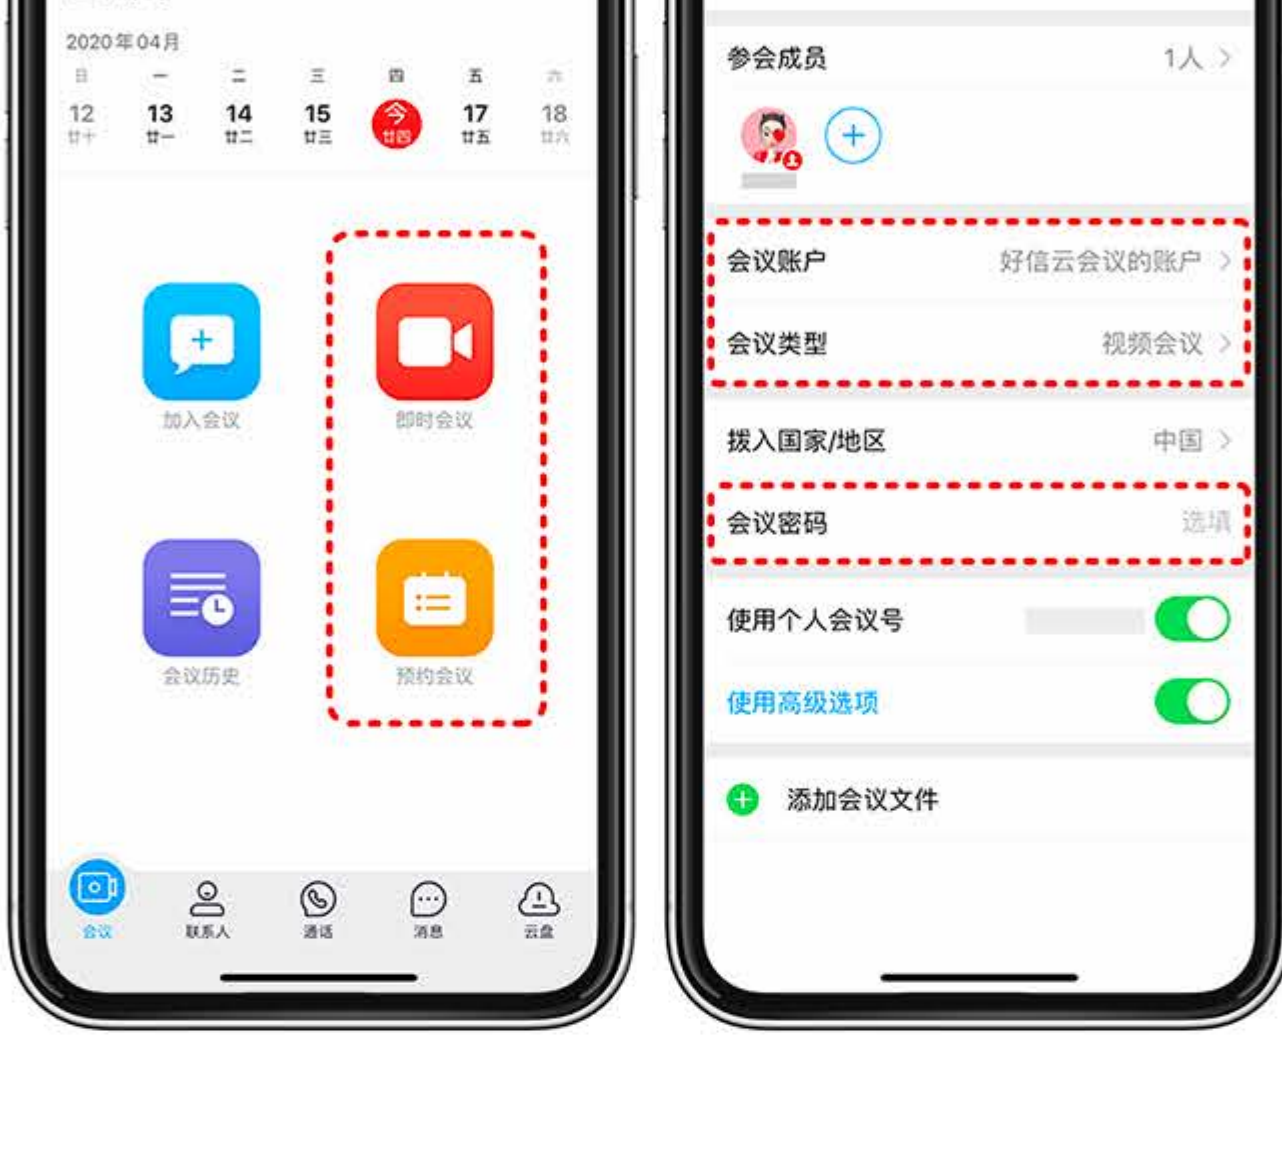 2020年04月
日 一 二 三 四 五 六
12 13 14 15 今 17 18
廿十 廿一 廿二 廿三 廿四 廿五 廿六
加入会议 即时会议
会议历史 预约会议
会议 联系人 通话 消息 云盘
参会成员 1人
会议账户 好信云会议的账户
会议类型 视频会议
拨入国家/地区 中国
会议密码 选填
使用个人会议号
使用高级选项
添加会议文件